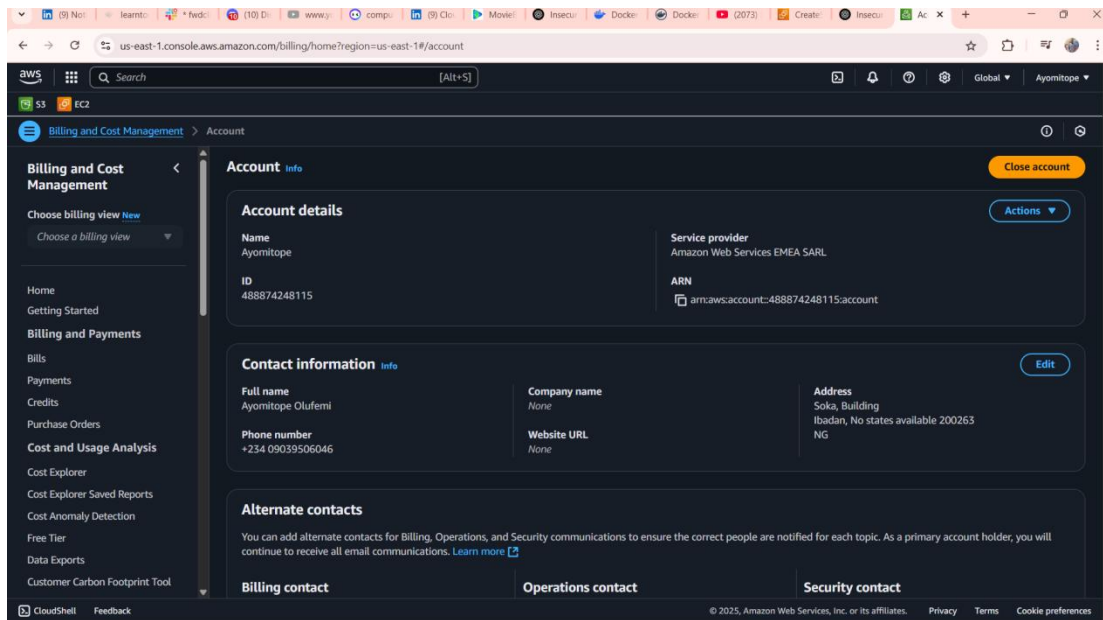 (9) Not
learnto
* fwdc
(10) Di
www.y
compu
(9) Clo
Movie
Insecur
Docke
Docke
(2073)
Create
Insecur
Ac
us-east-1.console.aws.amazon.com/billing/home?region=us-east-1#/account
aws
Search
[Alt+S]
Global
Ayomitope
S3
EC2
Billing and Cost Management > Account
Billing and Cost
Management
Choose billing view New
Choose a billing view
Home
Getting Started
Billing and Payments
Bills
Payments
Credits
Purchase Orders
Cost and Usage Analysis
Cost Explorer
Cost Explorer Saved Reports
Cost Anomaly Detection
Free Tier
Data Exports
Customer Carbon Footprint Tool
Account Info
Close account
Account details
Actions
Name
Ayomitope
Service provider
Amazon Web Services EMEA SARL
ID
488874248115
ARN
arn:aws:account::488874248115:account
Contact information Info
Edit
Full name
Ayomitope Olufemi
Company name
None
Address
Soka, Building
Ibadan, No states available 200263
NG
Phone number
+234 09039506046
Website URL
None
Alternate contacts
You can add alternate contacts for Billing, Operations, and Security communications to ensure the correct people are notified for each topic. As a primary account holder, you will
continue to receive all email communications. Learn more
Billing contact
Operations contact
Security contact
CloudShell
Feedback
© 2025, Amazon Web Services, Inc. or its affiliates.
Privacy
Terms
Cookie preferences